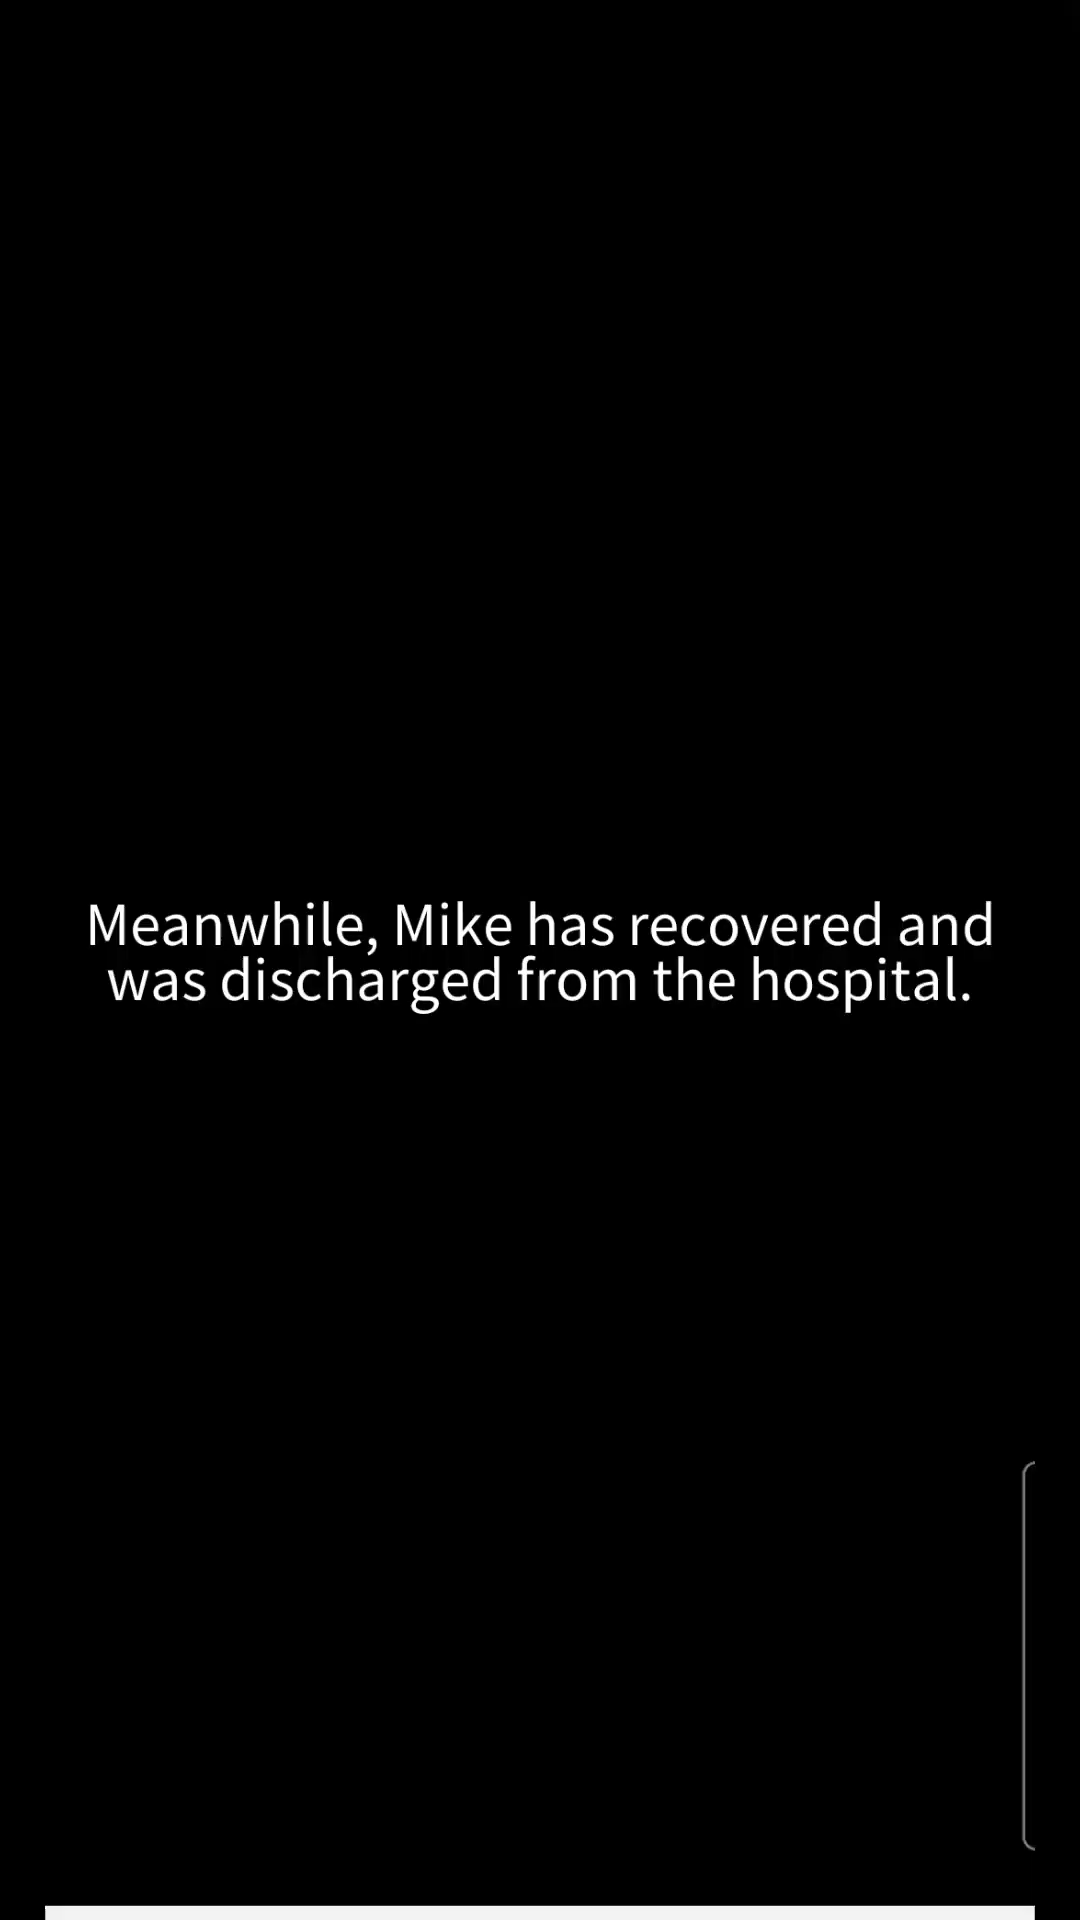 Meanwhile, Mike has recovered and
was discharged from the hospital.